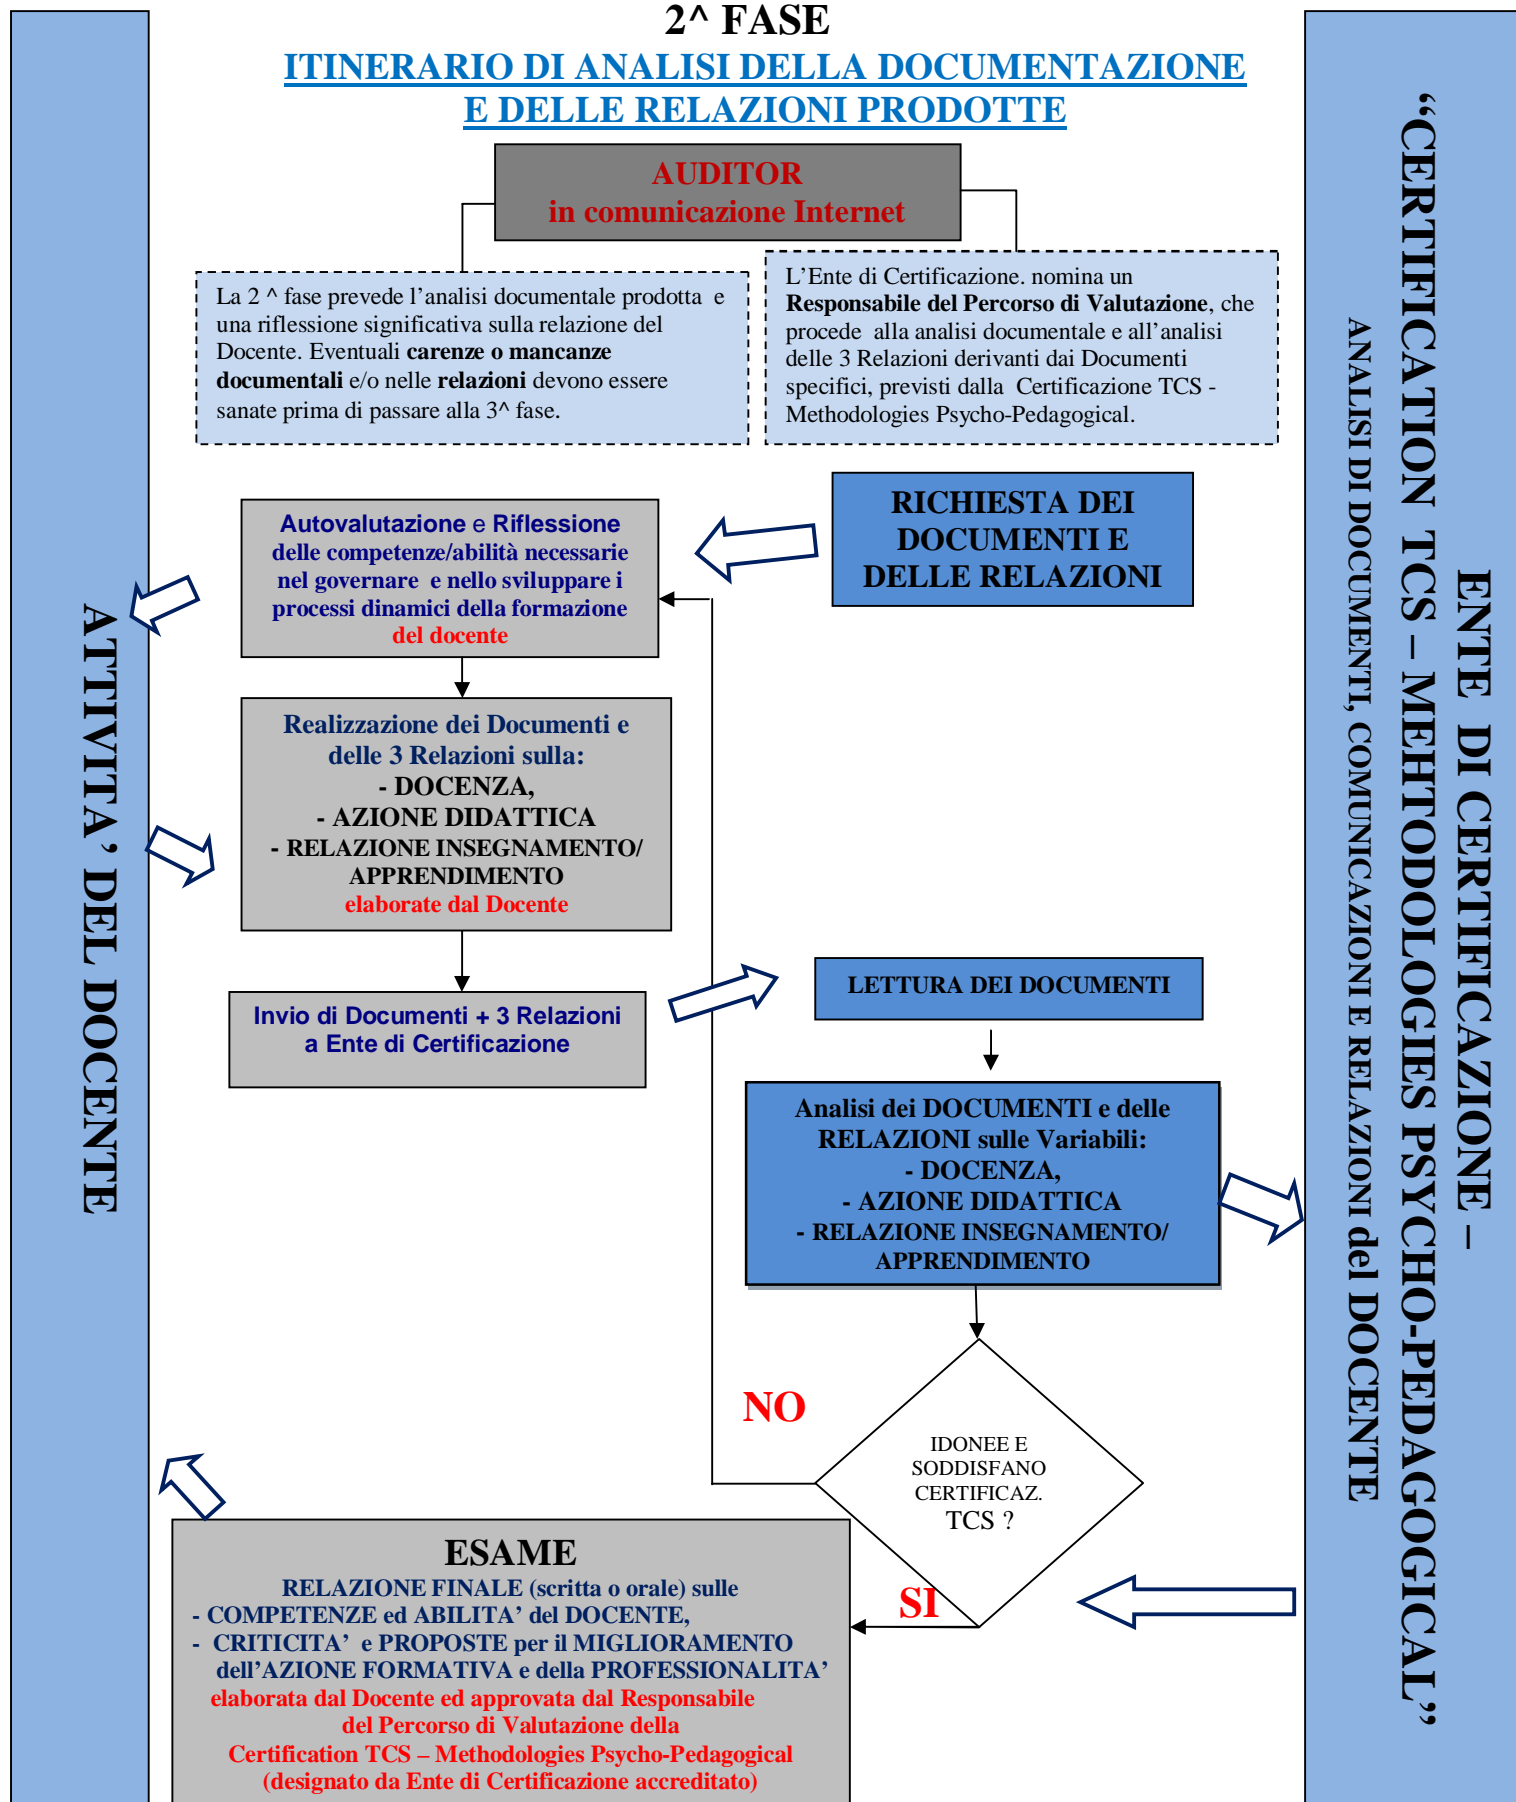 2^ FASE
ITINERARIO DI ANALISI DELLA DOCUMENTAZIONE
E DELLE RELAZIONI PRODOTTE
AUDITOR
in comunicazione Internet
La 2 ^ fase prevede l’analisi documentale prodotta e
una riflessione significativa sulla relazione del
Docente. Eventuali carenze o mancanze
documentali e/o nelle relazioni devono essere
sanate prima di passare alla 3^ fase.
L’Ente di Certificazione. nomina un
Responsabile del Percorso di Valutazione, che
procede alla analisi documentale e all’analisi
delle 3 Relazioni derivanti dai Documenti
specifici, previsti dalla Certificazione TCS -
Methodologies Psycho-Pedagogical.
RICHIESTA DEI
DOCUMENTI E
DELLE RELAZIONI
Autovalutazione e Riflessione
delle competenze/abilità necessarie
nel governare e nello sviluppare i
processi dinamici della formazione
del docente
Realizzazione dei Documenti e
delle 3 Relazioni sulla:
- DOCENZA,
- AZIONE DIDATTICA
- RELAZIONE INSEGNAMENTO/
APPRENDIMENTO
elaborate dal Docente
Invio di Documenti + 3 Relazioni
a Ente di Certificazione
LETTURA DEI DOCUMENTI
Analisi dei DOCUMENTI e delle
RELAZIONI sulle Variabili:
- DOCENZA,
- AZIONE DIDATTICA
- RELAZIONE INSEGNAMENTO/
APPRENDIMENTO
NO
IDONEE E
SODDISFANO
CERTIFICAZ.
TCS ?
SI
ESAME
RELAZIONE FINALE (scritta o orale) sulle
- COMPETENZE ed ABILITA’ del DOCENTE,
- CRITICITA’ e PROPOSTE per il MIGLIORAMENTO
dell’AZIONE FORMATIVA e della PROFESSIONALITA’
elaborata dal Docente ed approvata dal Responsabile
del Percorso di Valutazione della
Certification TCS – Methodologies Psycho-Pedagogical
(designato da Ente di Certificazione accreditato)
ATTIVITA’ DEL DOCENTE
ENTE DI CERTIFICAZIONE –
“CERTIFICATION TCS – MEHTODOLOGIES PSYCHO-PEDAGOGICAL”
ANALISI DI DOCUMENTI, COMUNICAZIONI E RELAZIONI del DOCENTE